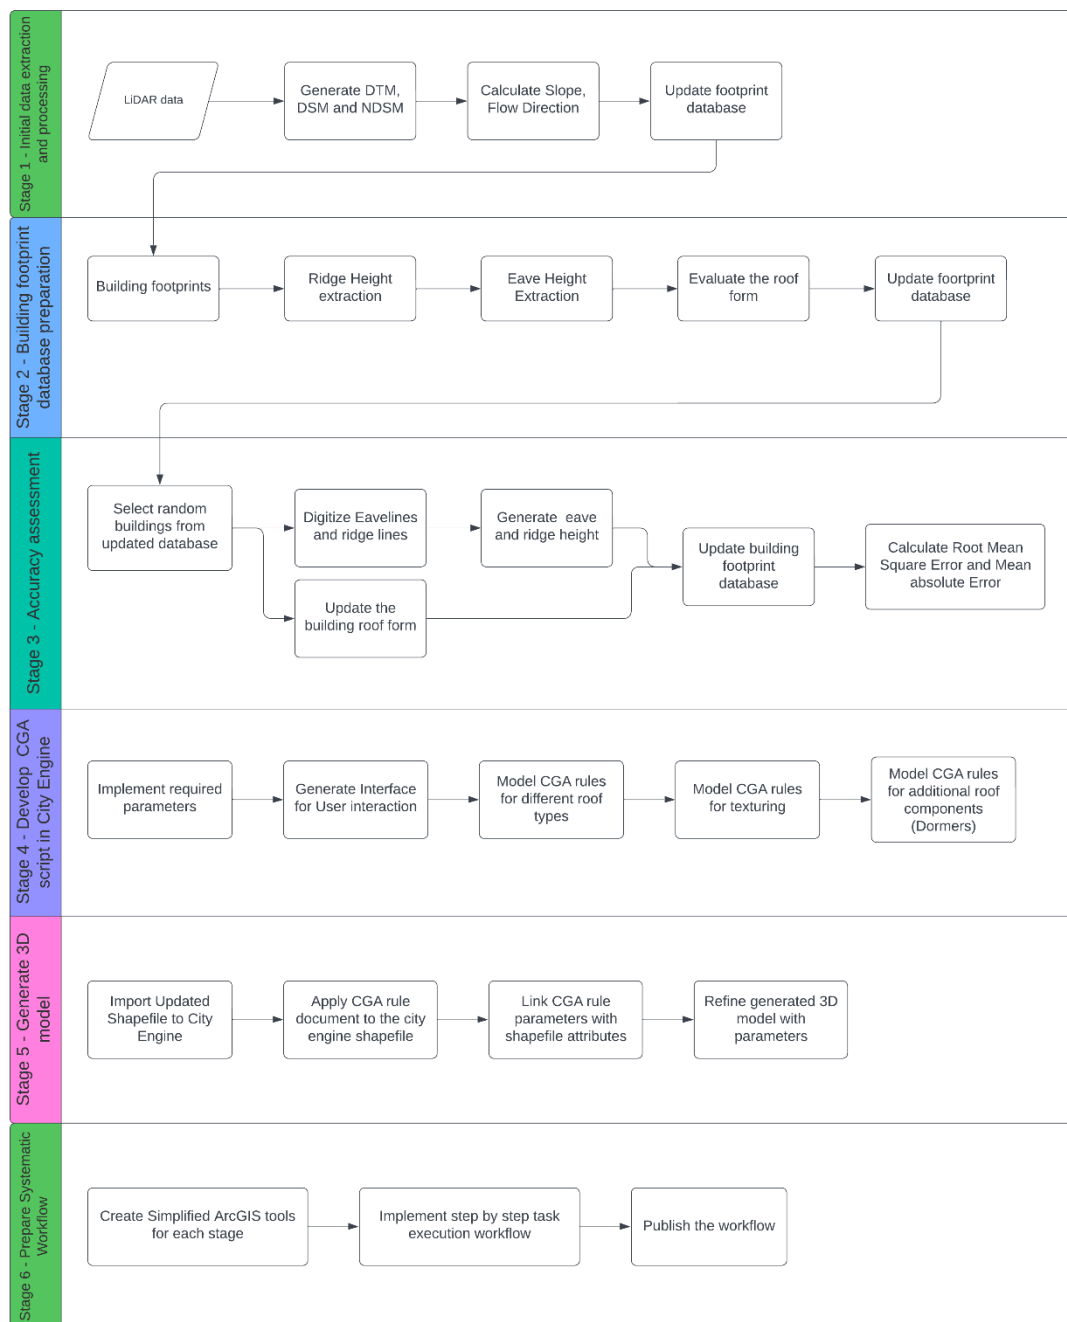 Stage 1 - Initial data extraction
and processing
LiDAR data
Generate DTM,
DSM and NDSM
Calculate Slope,
Flow Direction
Update footprint
database
Stage 2 - Building footprint
database preparation
Building footprints
Ridge Height
extraction
Eave Height
Extraction
Evaluate the roof
form
Update foortprint
database
Stage 3 - Accuracy assessment
Select random
buildings from
updated database
Digitize Eavelines
and ridge lines
Generate eave
and ridge height
Update the
building roof form
Update building
footprint
database
Calculate Root Mean
Square Error and Mean
absolute Error
Stage 4 - Develop CGA
script in City Engine
Implement required
parameters
Generate Interface
for User interaction
Model CGA rules
for different roof
types
Model CGA rules
for texturing
Model CGA rules
for additional roof
components
(Dormers)
Stage 5 - Generate 3D
model
Import Updated
Shapefile to City
Engine
Apply CGA rule
document to the city
engine shapefile
Link CGA rule
parameters with
shapefile attributes
Refine generated 3D
model with
parameters
Stage 6 - Prepare Systematic
Workflow
Create Simplified ArcGIS tools
for each stage
Implement step by step task
execution workflow
Publish the workflow